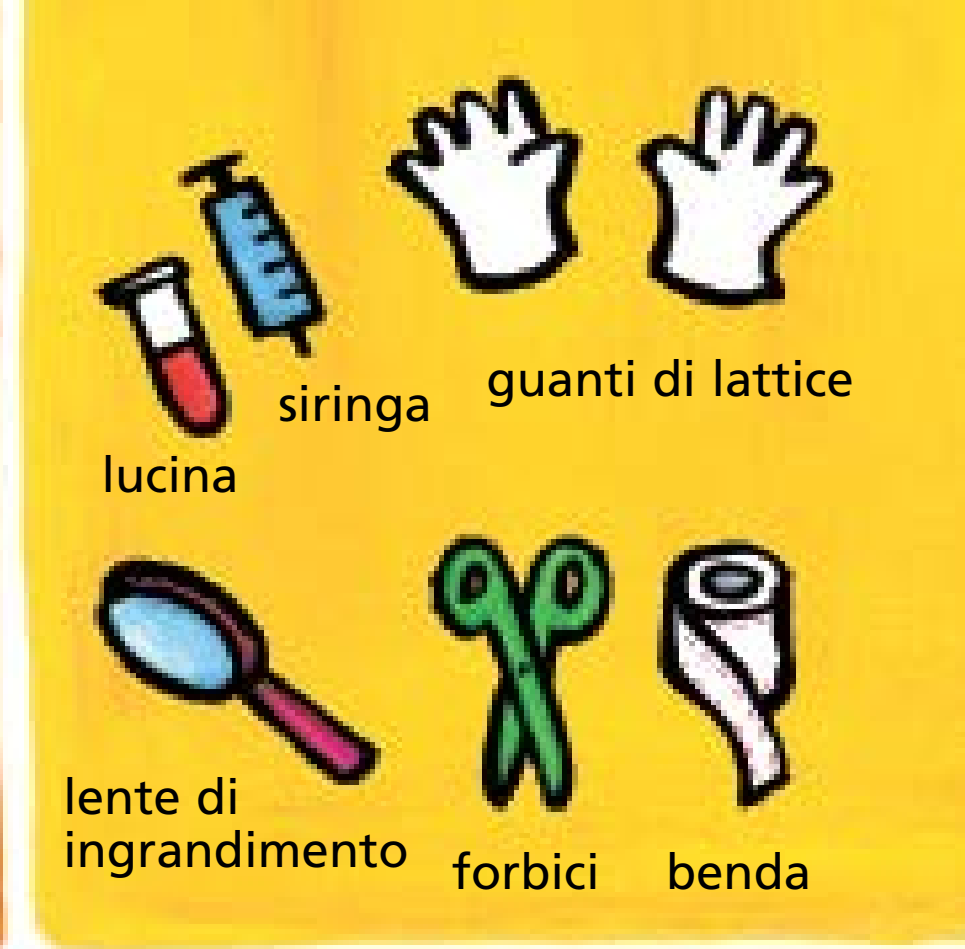 siringa
guanti di lattice
lucina
lente di
ingrandimento
forbici
benda